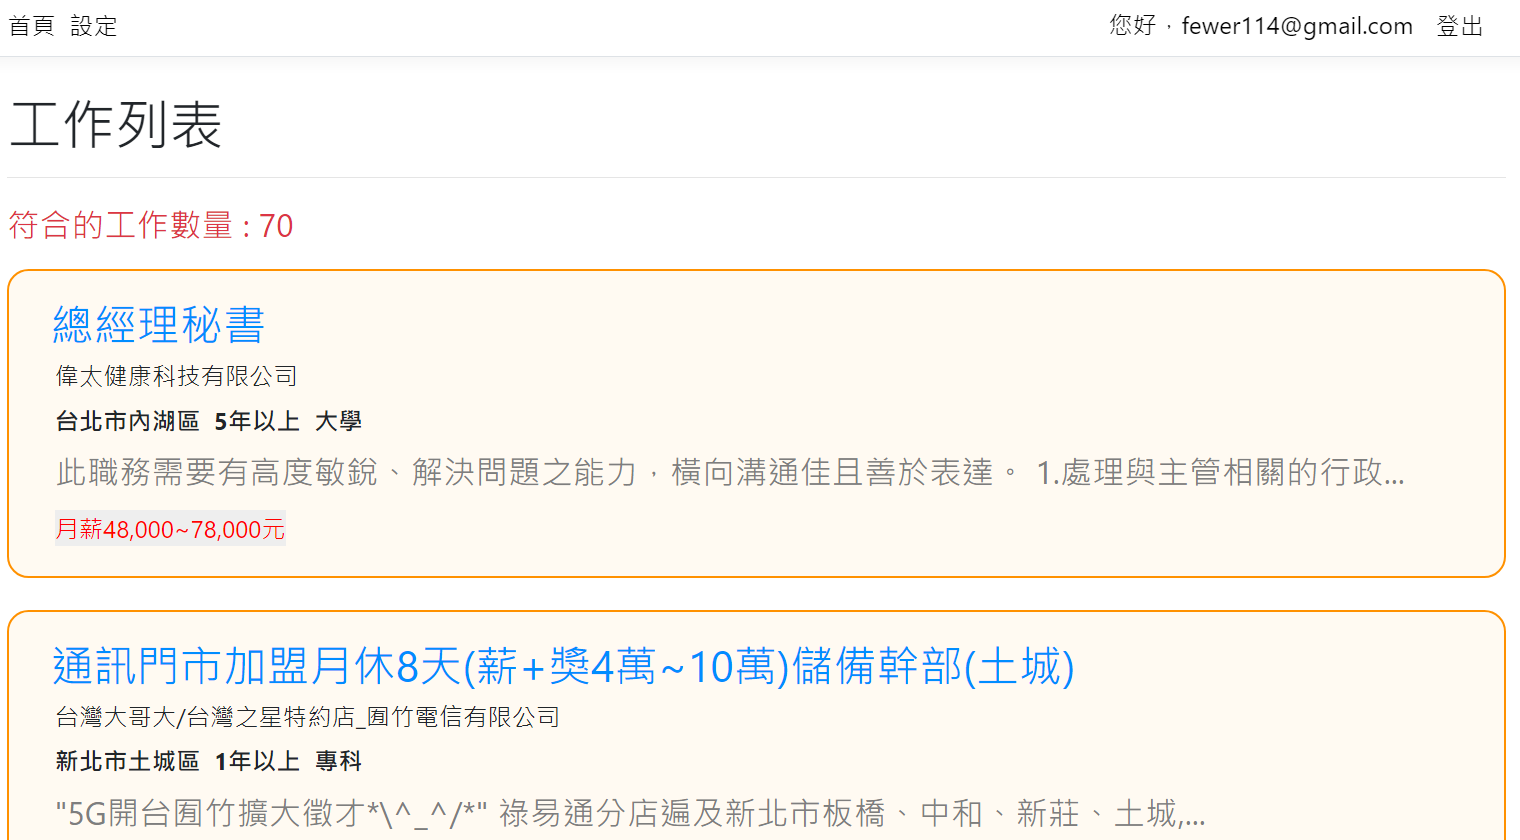 首頁 設定 您好，fewer114@gmail.com 登出
工作列表
符合的工作數量 : 70
總經理秘書
偉太健康科技有限公司
台北市內湖區 5年以上 大學
此職務需要有高度敏銳、解決問題之能力，橫向溝通佳且善於表達。 1.處理與主管相關的行政...
月薪48,000~78,000元
通訊門市加盟月休8天(薪+獎4萬~10萬)儲備幹部(土城)
台灣大哥大/台灣之星特約店_囿竹電信有限公司
新北市土城區 1年以上 專科
"5G開台囿竹擴大徵才*\^_^/*" 祿易通分店遍及新北市板橋、中和、新莊、土城,...